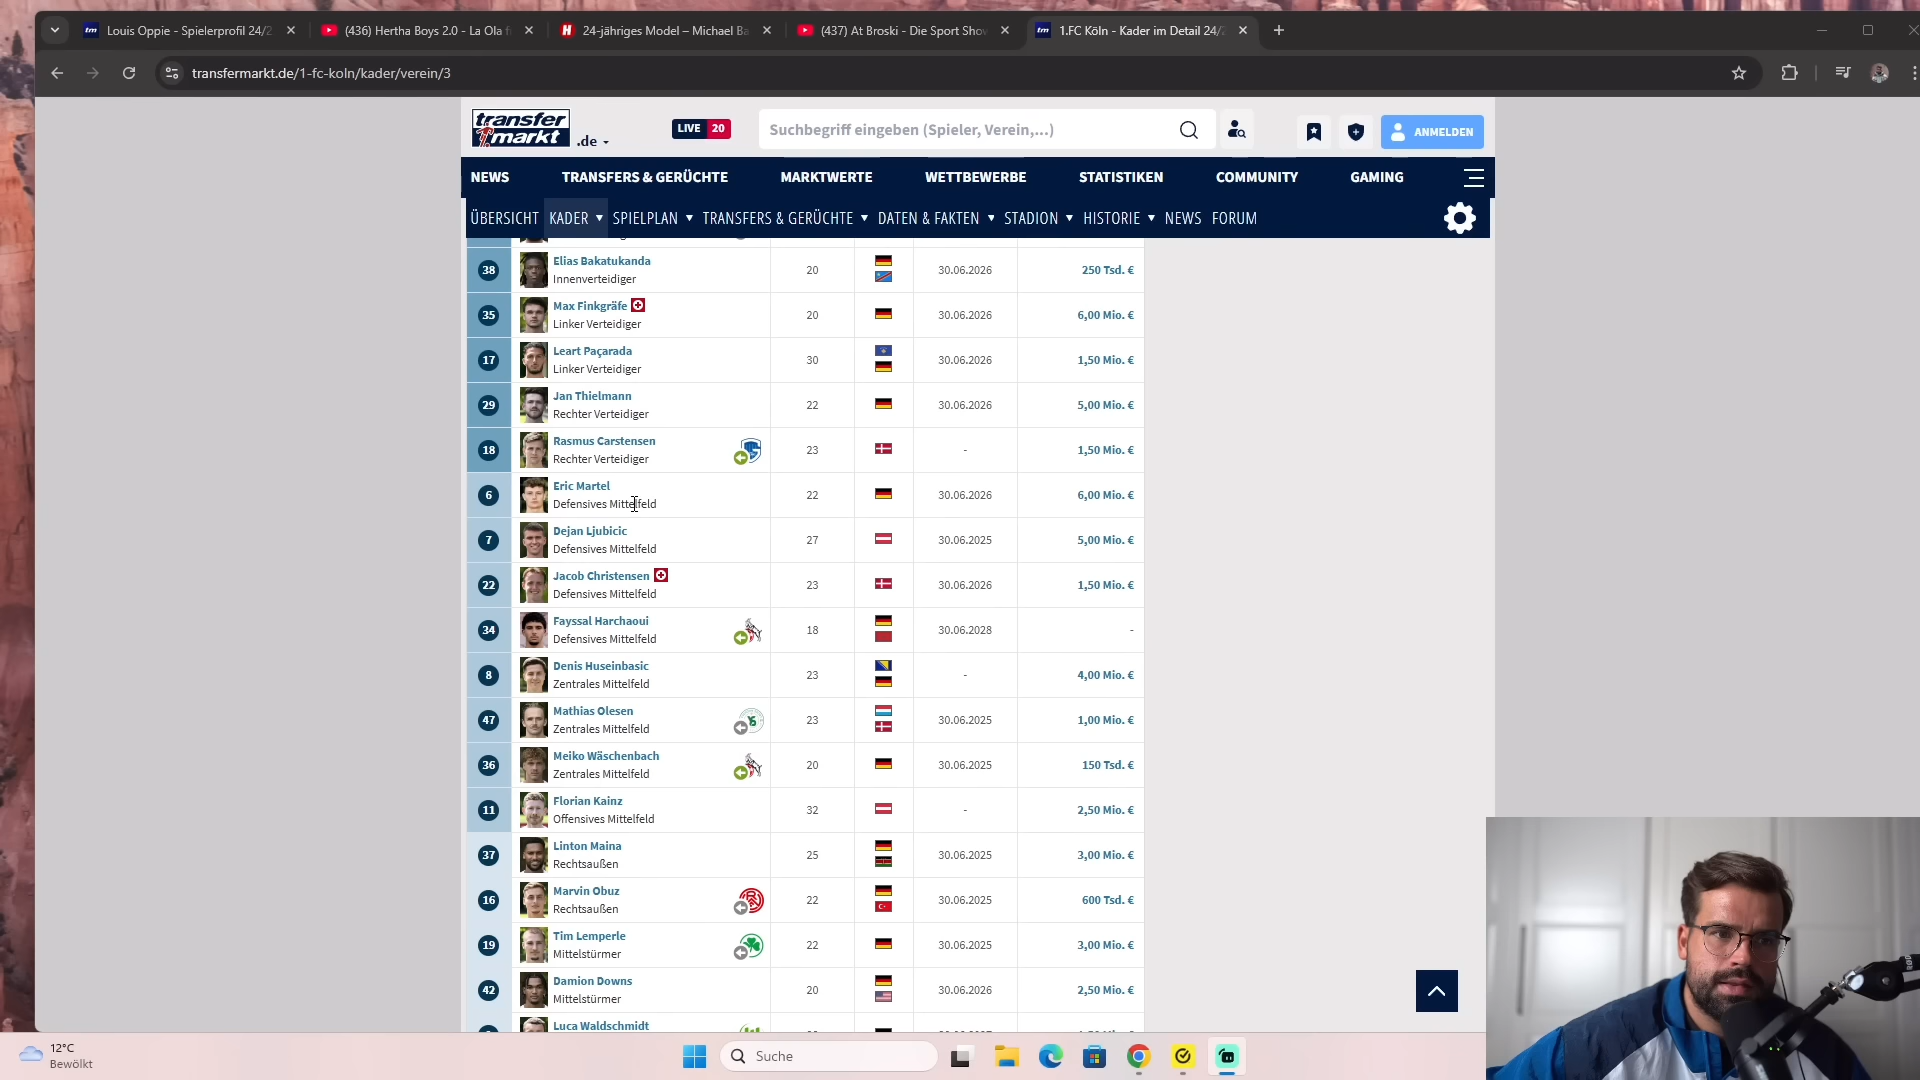 Louis Oppie - Spielerprofil 24/2
(436) Hertha Boys 2.0 - La Ola f
24-jähriges Model – Michael Ba
(437) At Broski - Die Sport Sho
1.FC Köln - Kader im Detail 24/
transfermarkt.de/1-fc-koln/kader/verein/3
transfer
markt
.de
LIVE 20
Suchbegriff eingeben (Spieler, Verein,...)
ANMELDEN
NEWS TRANSFERS & GERÜCHTE MARKTWERTE WETTBEWERBE STATISTIKEN COMMUNITY GAMING
ÜBERSICHT KADER SPIELPLAN TRANSFERS & GERÜCHTE DATEN & FAKTEN STADION HISTORIE NEWS FORUM
38 Elias Bakatukanda 20 30.06.2026 250 Tsd. €
Innenverteidiger
35 Max Finkgräfe 20 30.06.2026 6,00 Mio. €
Linker Verteidiger
17 Leart Paçarada 30 30.06.2026 1,50 Mio. €
Linker Verteidiger
29 Jan Thielmann 22 30.06.2026 5,00 Mio. €
Rechter Verteidiger
18 Rasmus Carstensen 23 - 1,50 Mio. €
Rechter Verteidiger
6 Eric Martel 22 30.06.2026 6,00 Mio. €
Defensives Mittelfeld
7 Dejan Ljubicic 27 30.06.2025 5,00 Mio. €
Defensives Mittelfeld
22 Jacob Christensen 23 30.06.2026 1,50 Mio. €
Defensives Mittelfeld
34 Fayssal Harchaoui 18 30.06.2028 -
Defensives Mittelfeld
8 Denis Huseinbasic 23 - 4,00 Mio. €
Zentrales Mittelfeld
47 Mathias Olesen 23 30.06.2025 1,00 Mio. €
Zentrales Mittelfeld
36 Meiko Wäschenbach 20 30.06.2025 150 Tsd. €
Zentrales Mittelfeld
11 Florian Kainz 32 - 2,50 Mio. €
Offensives Mittelfeld
37 Linton Maina 25 30.06.2025 3,00 Mio. €
Rechtsaußen
16 Marvin Obuz 22 30.06.2025 600 Tsd. €
Rechtsaußen
19 Tim Lemperle 22 30.06.2025 3,00 Mio. €
Mittelstürmer
42 Damion Downs 20 30.06.2026 2,50 Mio. €
Mittelstürmer
Luca Waldschmidt
12°C
Bewölkt
Suche